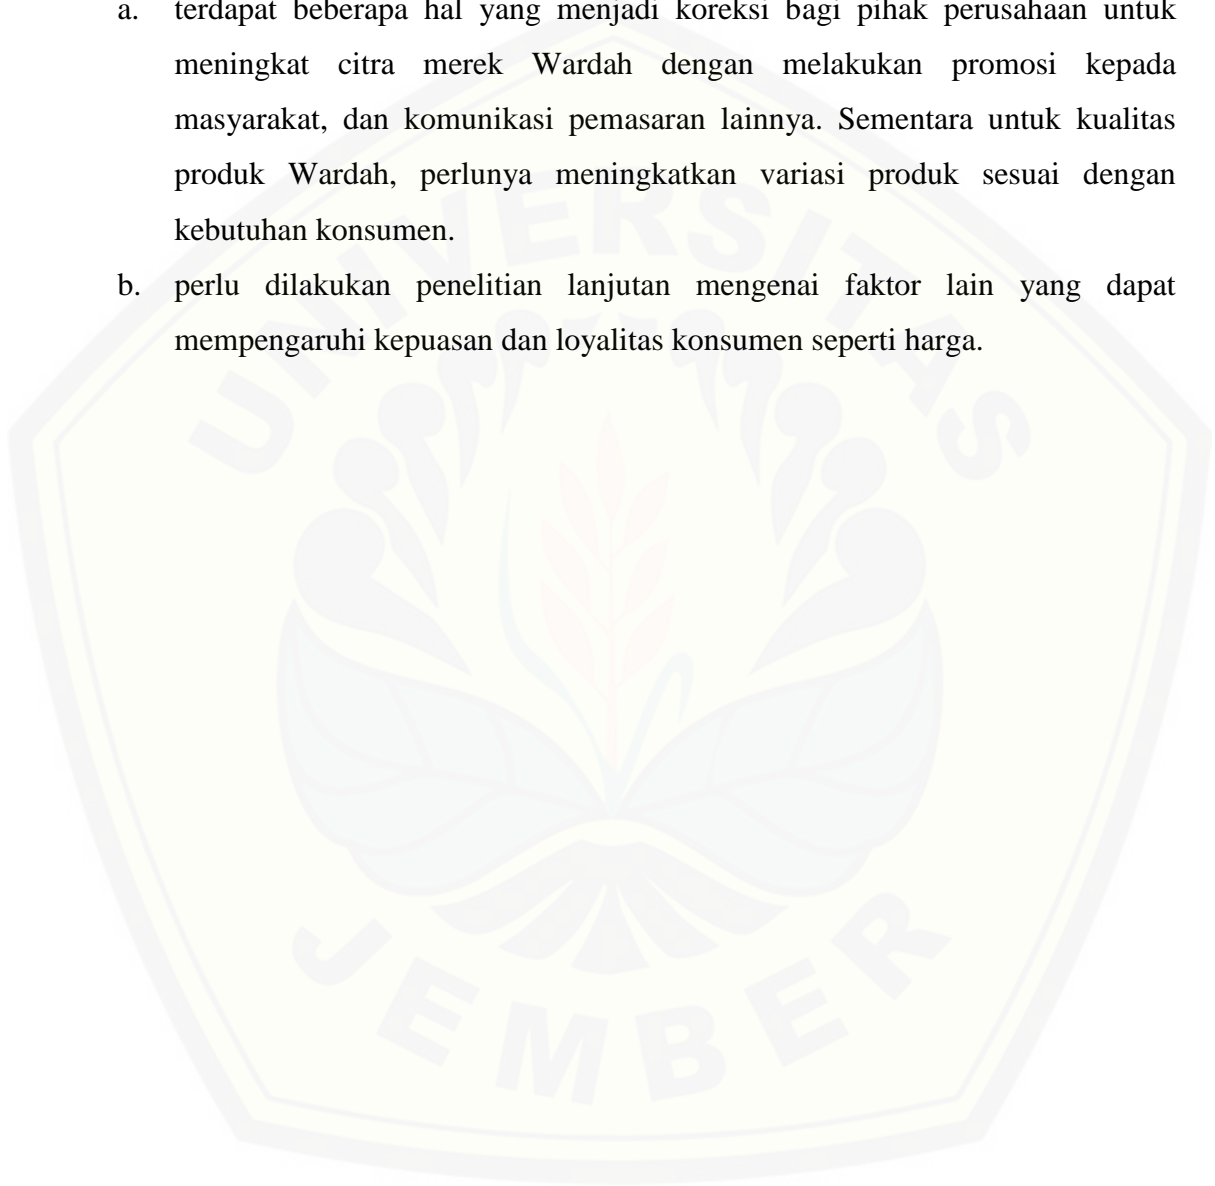 a. terdapat beberapa hal yang menjadi koreksi bagi pihak perusahaan untuk
meningkat citra merek Wardah dengan melakukan promosi kepada
masyarakat, dan komunikasi pemasaran lainnya. Sementara untuk kualitas
produk Wardah, perlunya meningkatkan variasi produk sesuai dengan
kebutuhan konsumen.
b. perlu dilakukan penelitian lanjutan mengenai faktor lain yang dapat
mempengaruhi kepuasan dan loyalitas konsumen seperti harga.
UNIVERSITAS
JEMBER